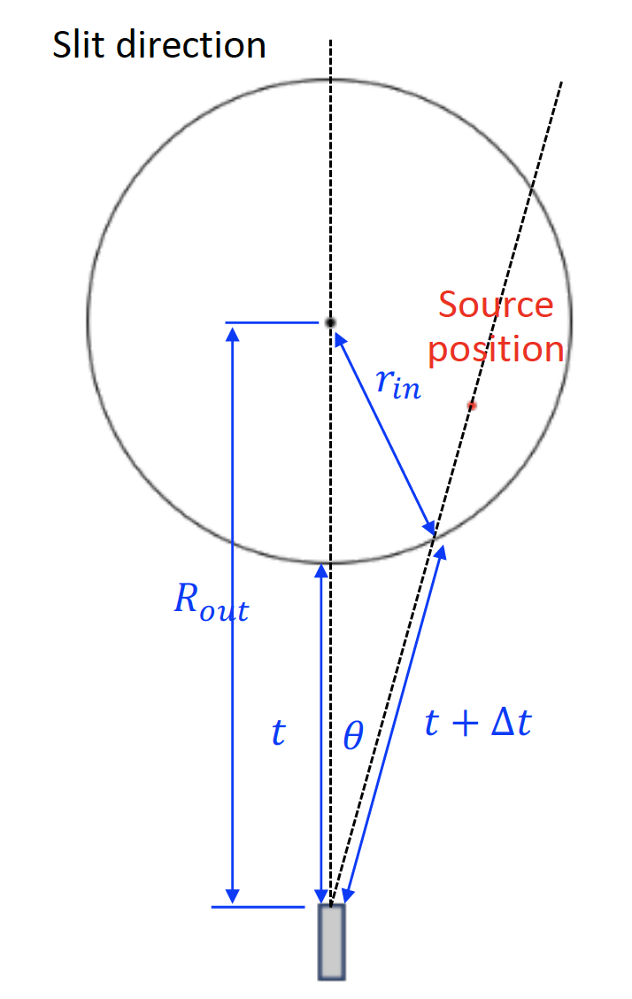 Slit direction
Source
position
r_in
R_out
t
θ
t + Δt